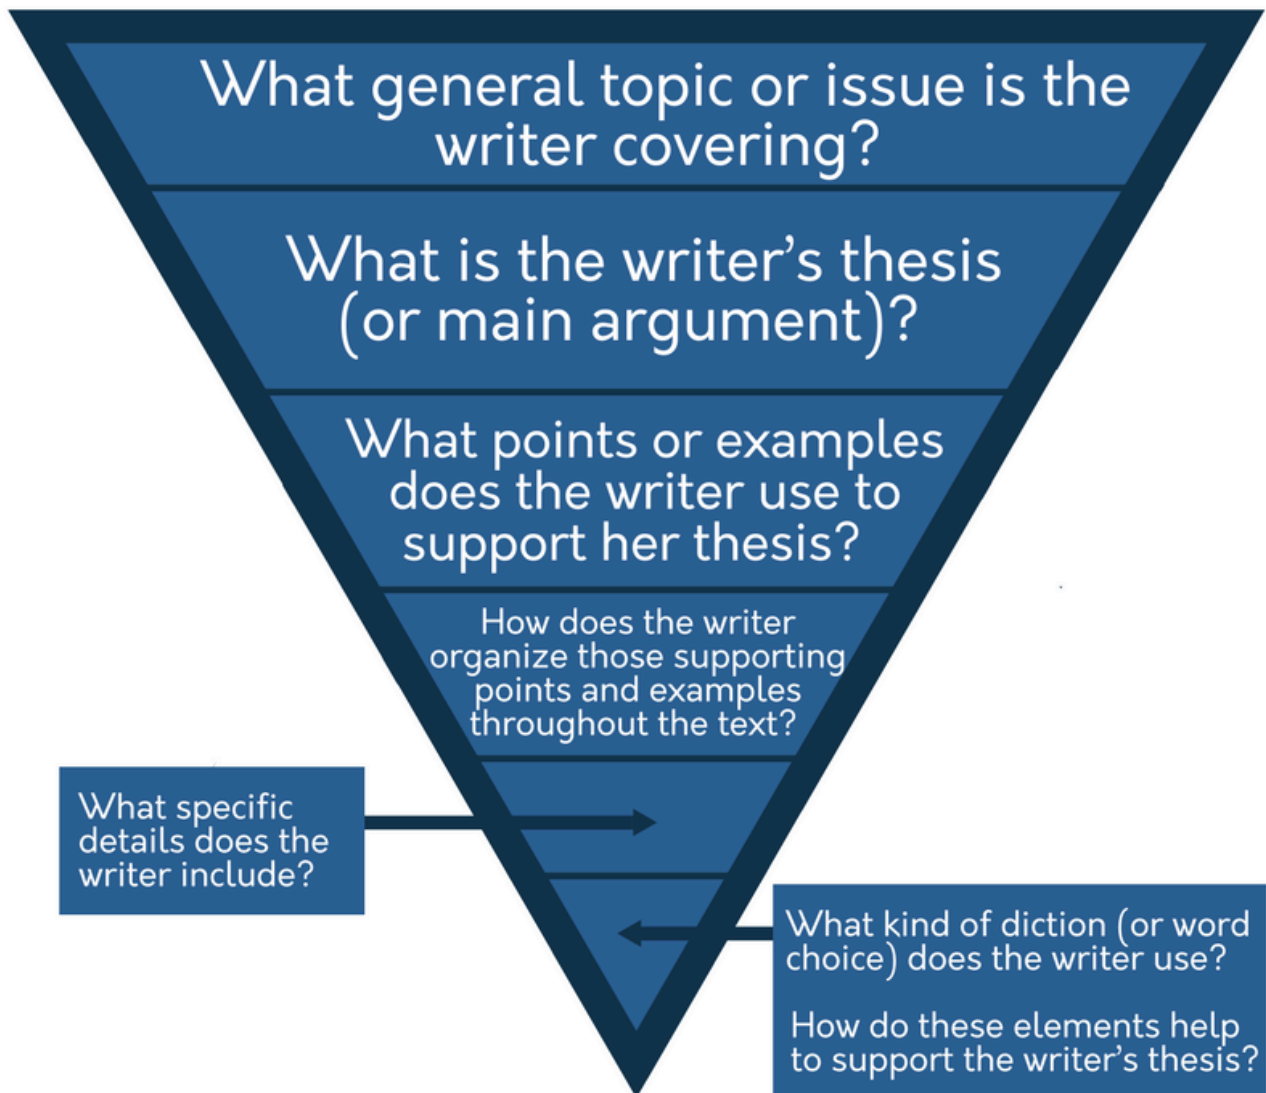 What general topic or issue is the
writer covering?
What is the writer’s thesis
(or main argument)?
What points or examples
does the writer use to
support her thesis?
How does the writer
organize those supporting
points and examples
throughout the text?
What specific
details does the
writer include?
What kind of diction (or word
choice) does the writer use?
How do these elements help
to support the writer’s thesis?